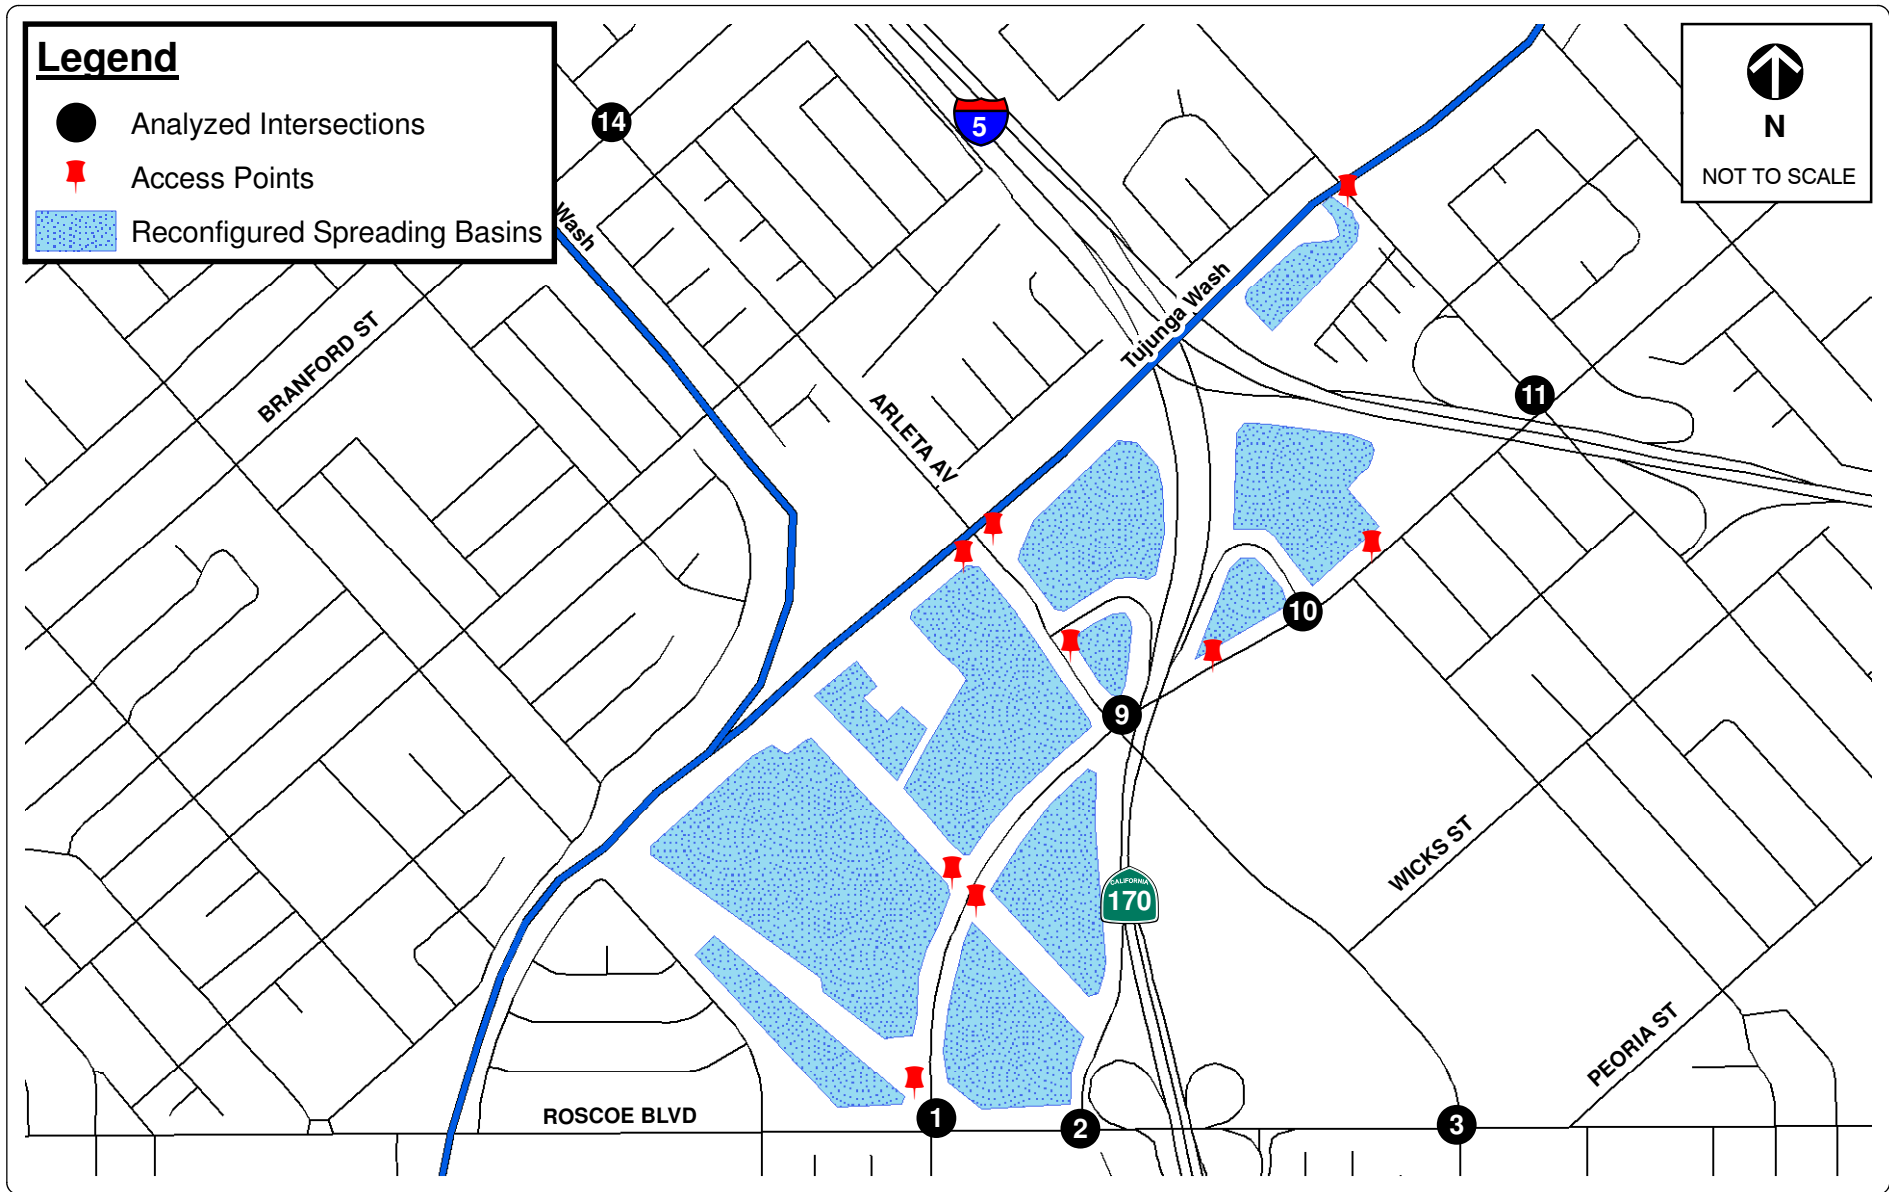 Legend
Analyzed Intersections
Access Points
Reconfigured Spreading Basins
N
NOT TO SCALE
14
5
Wash
Tujunga Wash
BRANFORD ST
ARLETA AV
11
10
9
WICKS ST
CALIFORNIA
170
PEORIA ST
ROSCOE BLVD
1
2
3